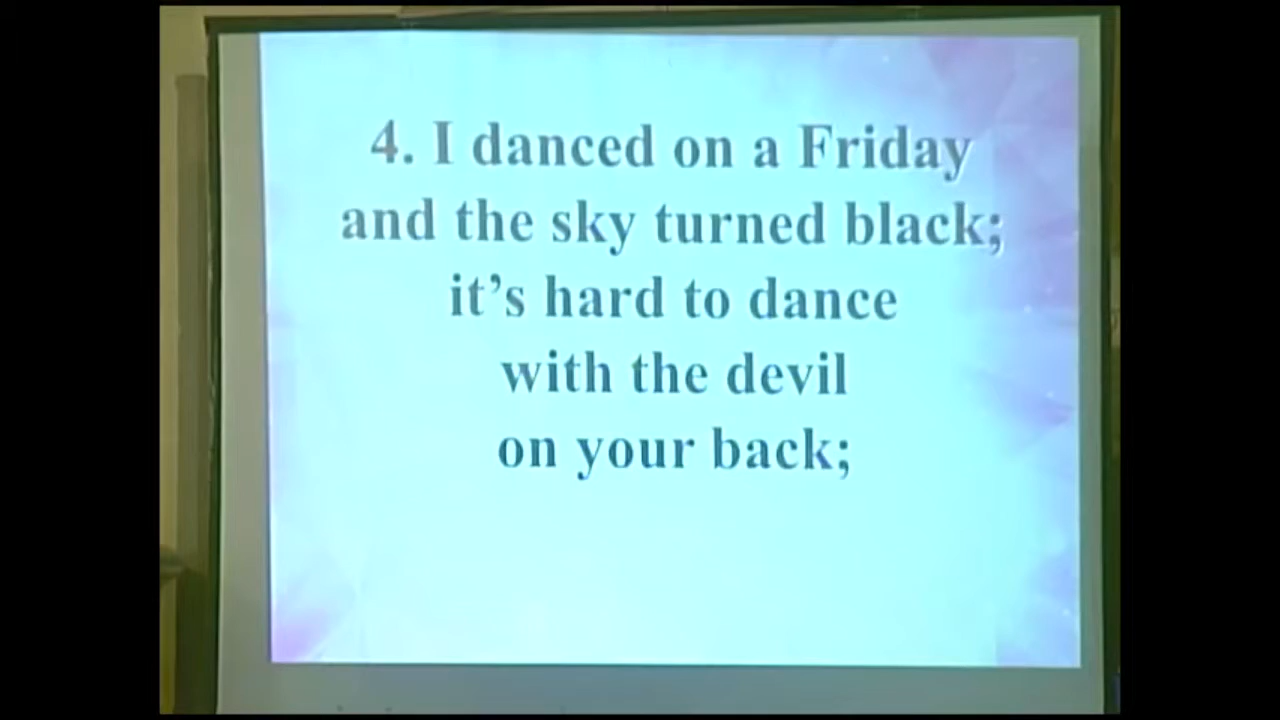 4. I danced on a Friday
and the sky turned black;
it’s hard to dance
with the devil
on your back;